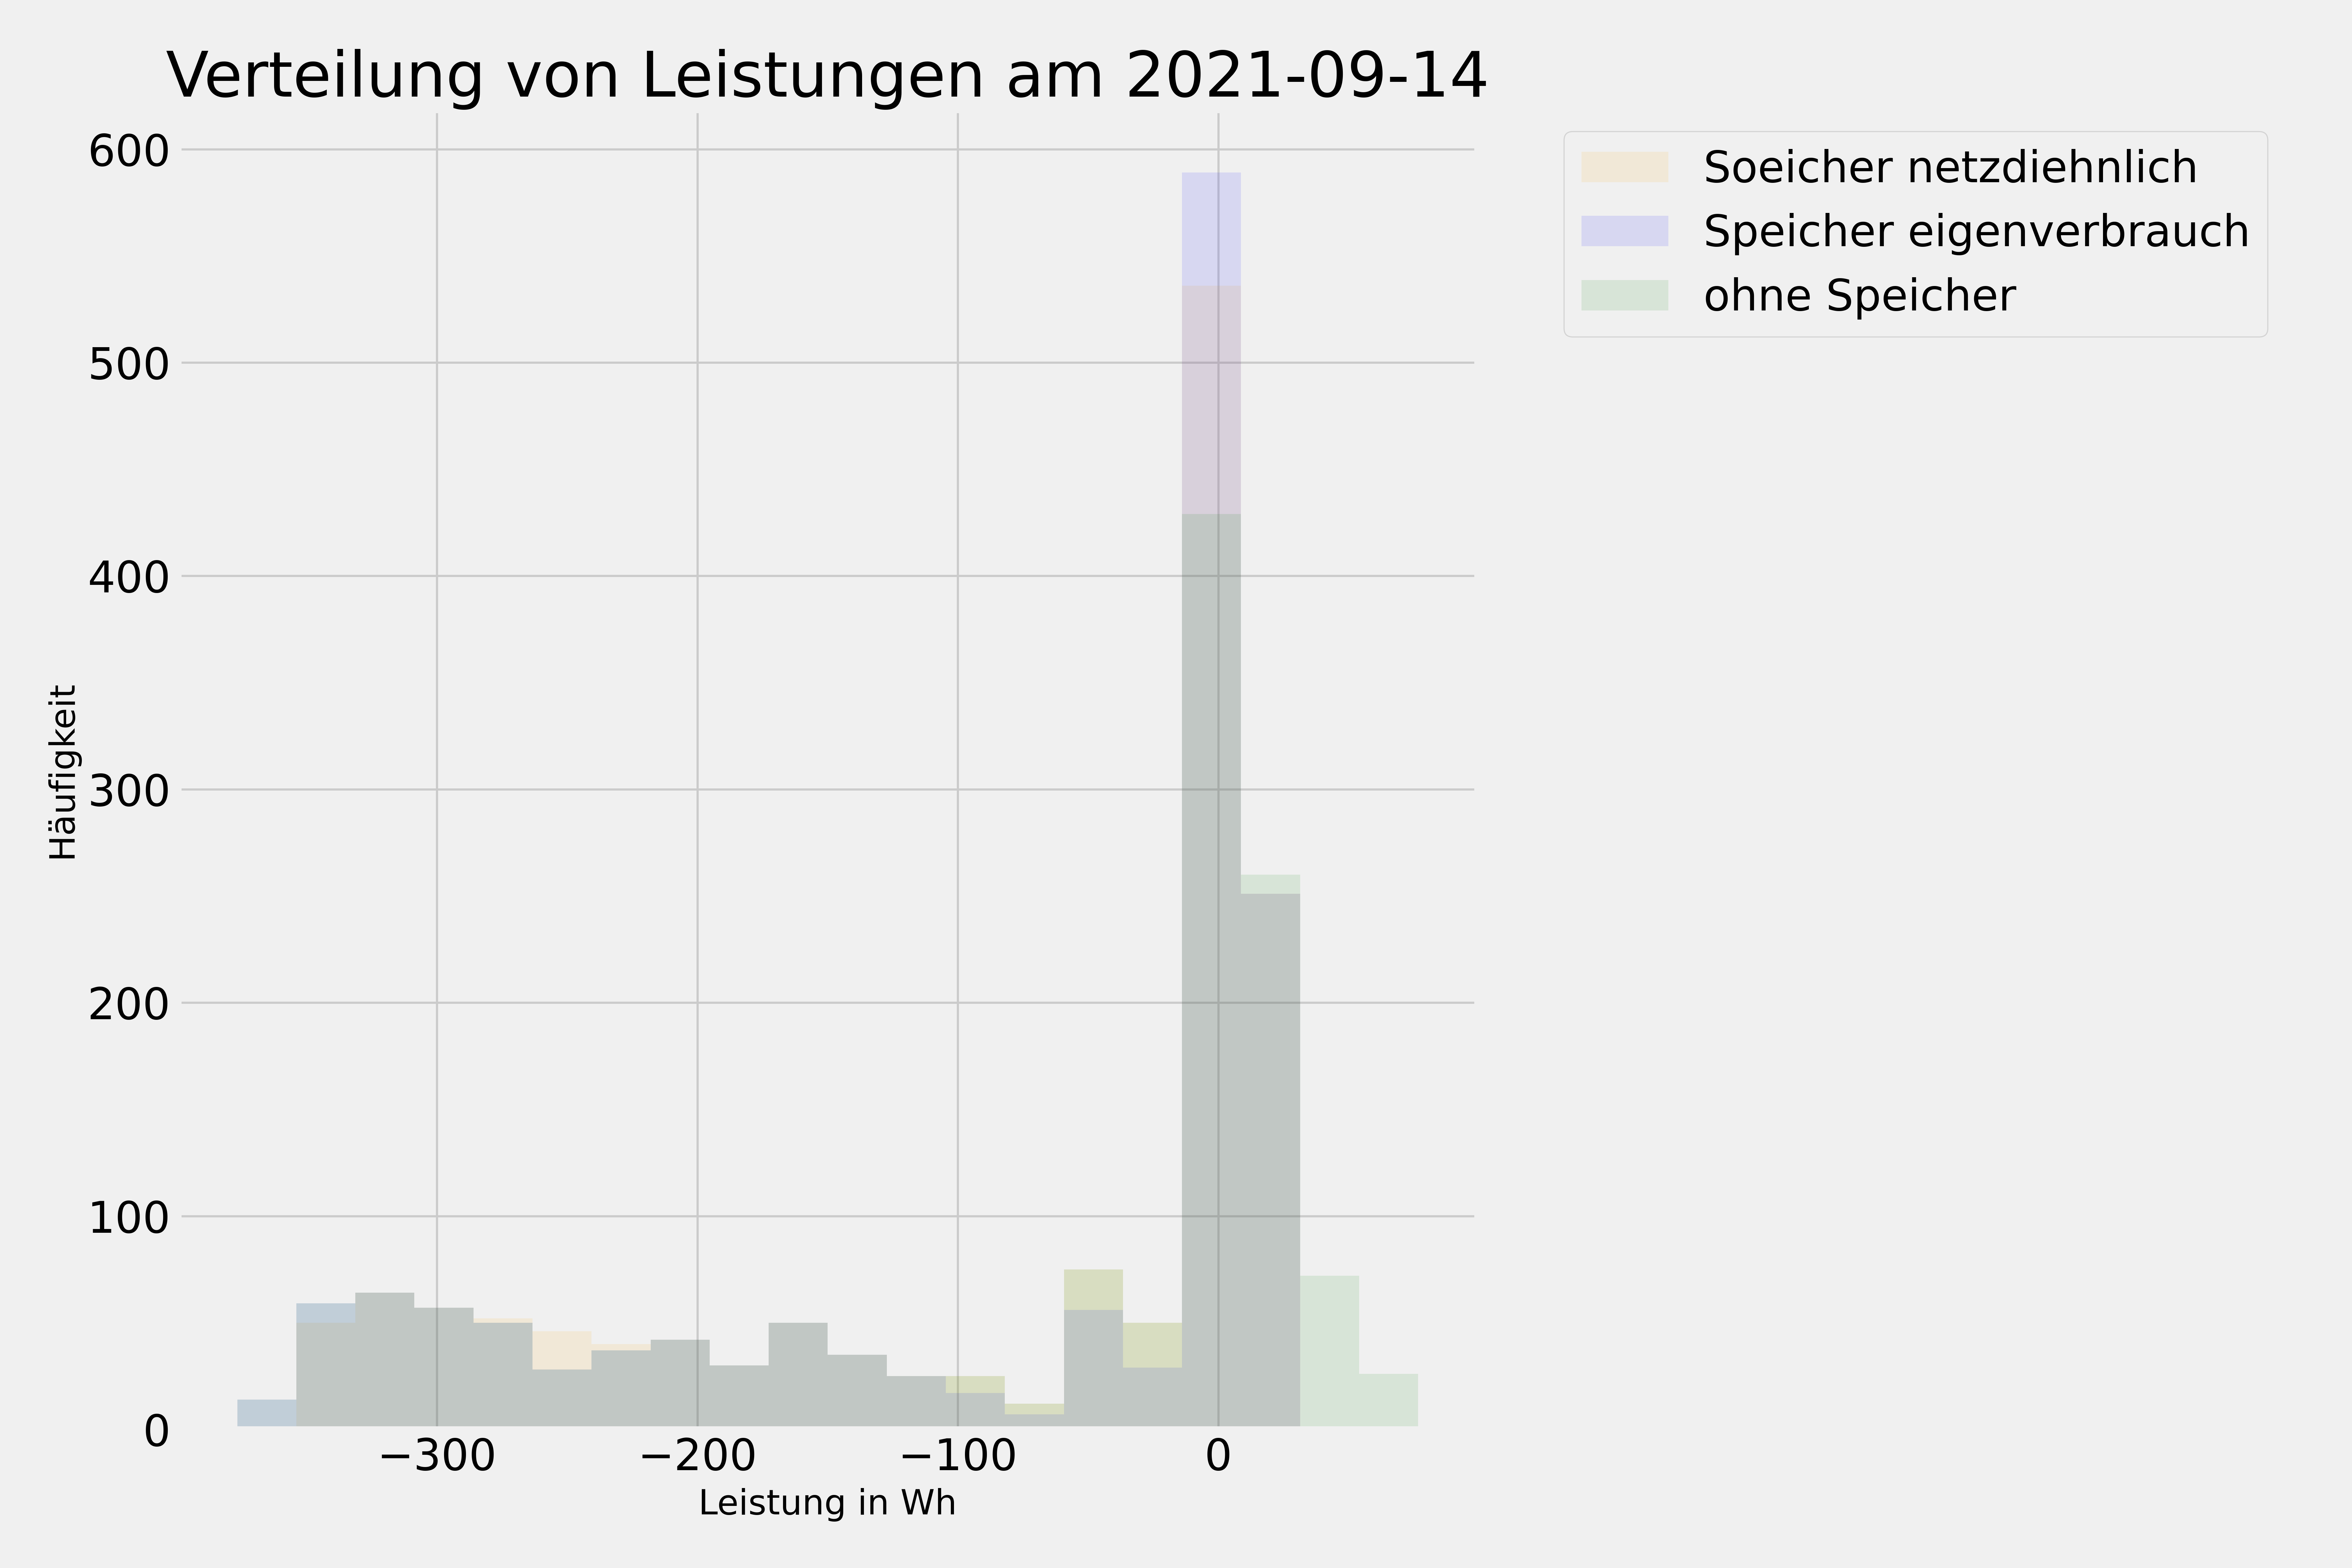 Verteilung von Leistungen am 2021-09-14
600
500
400
300
200
100
0
Häufigkeit
−300
−200
−100
0
Leistung in Wh
Soeicher netzdiehnlich
Speicher eigenverbrauch
ohne Speicher